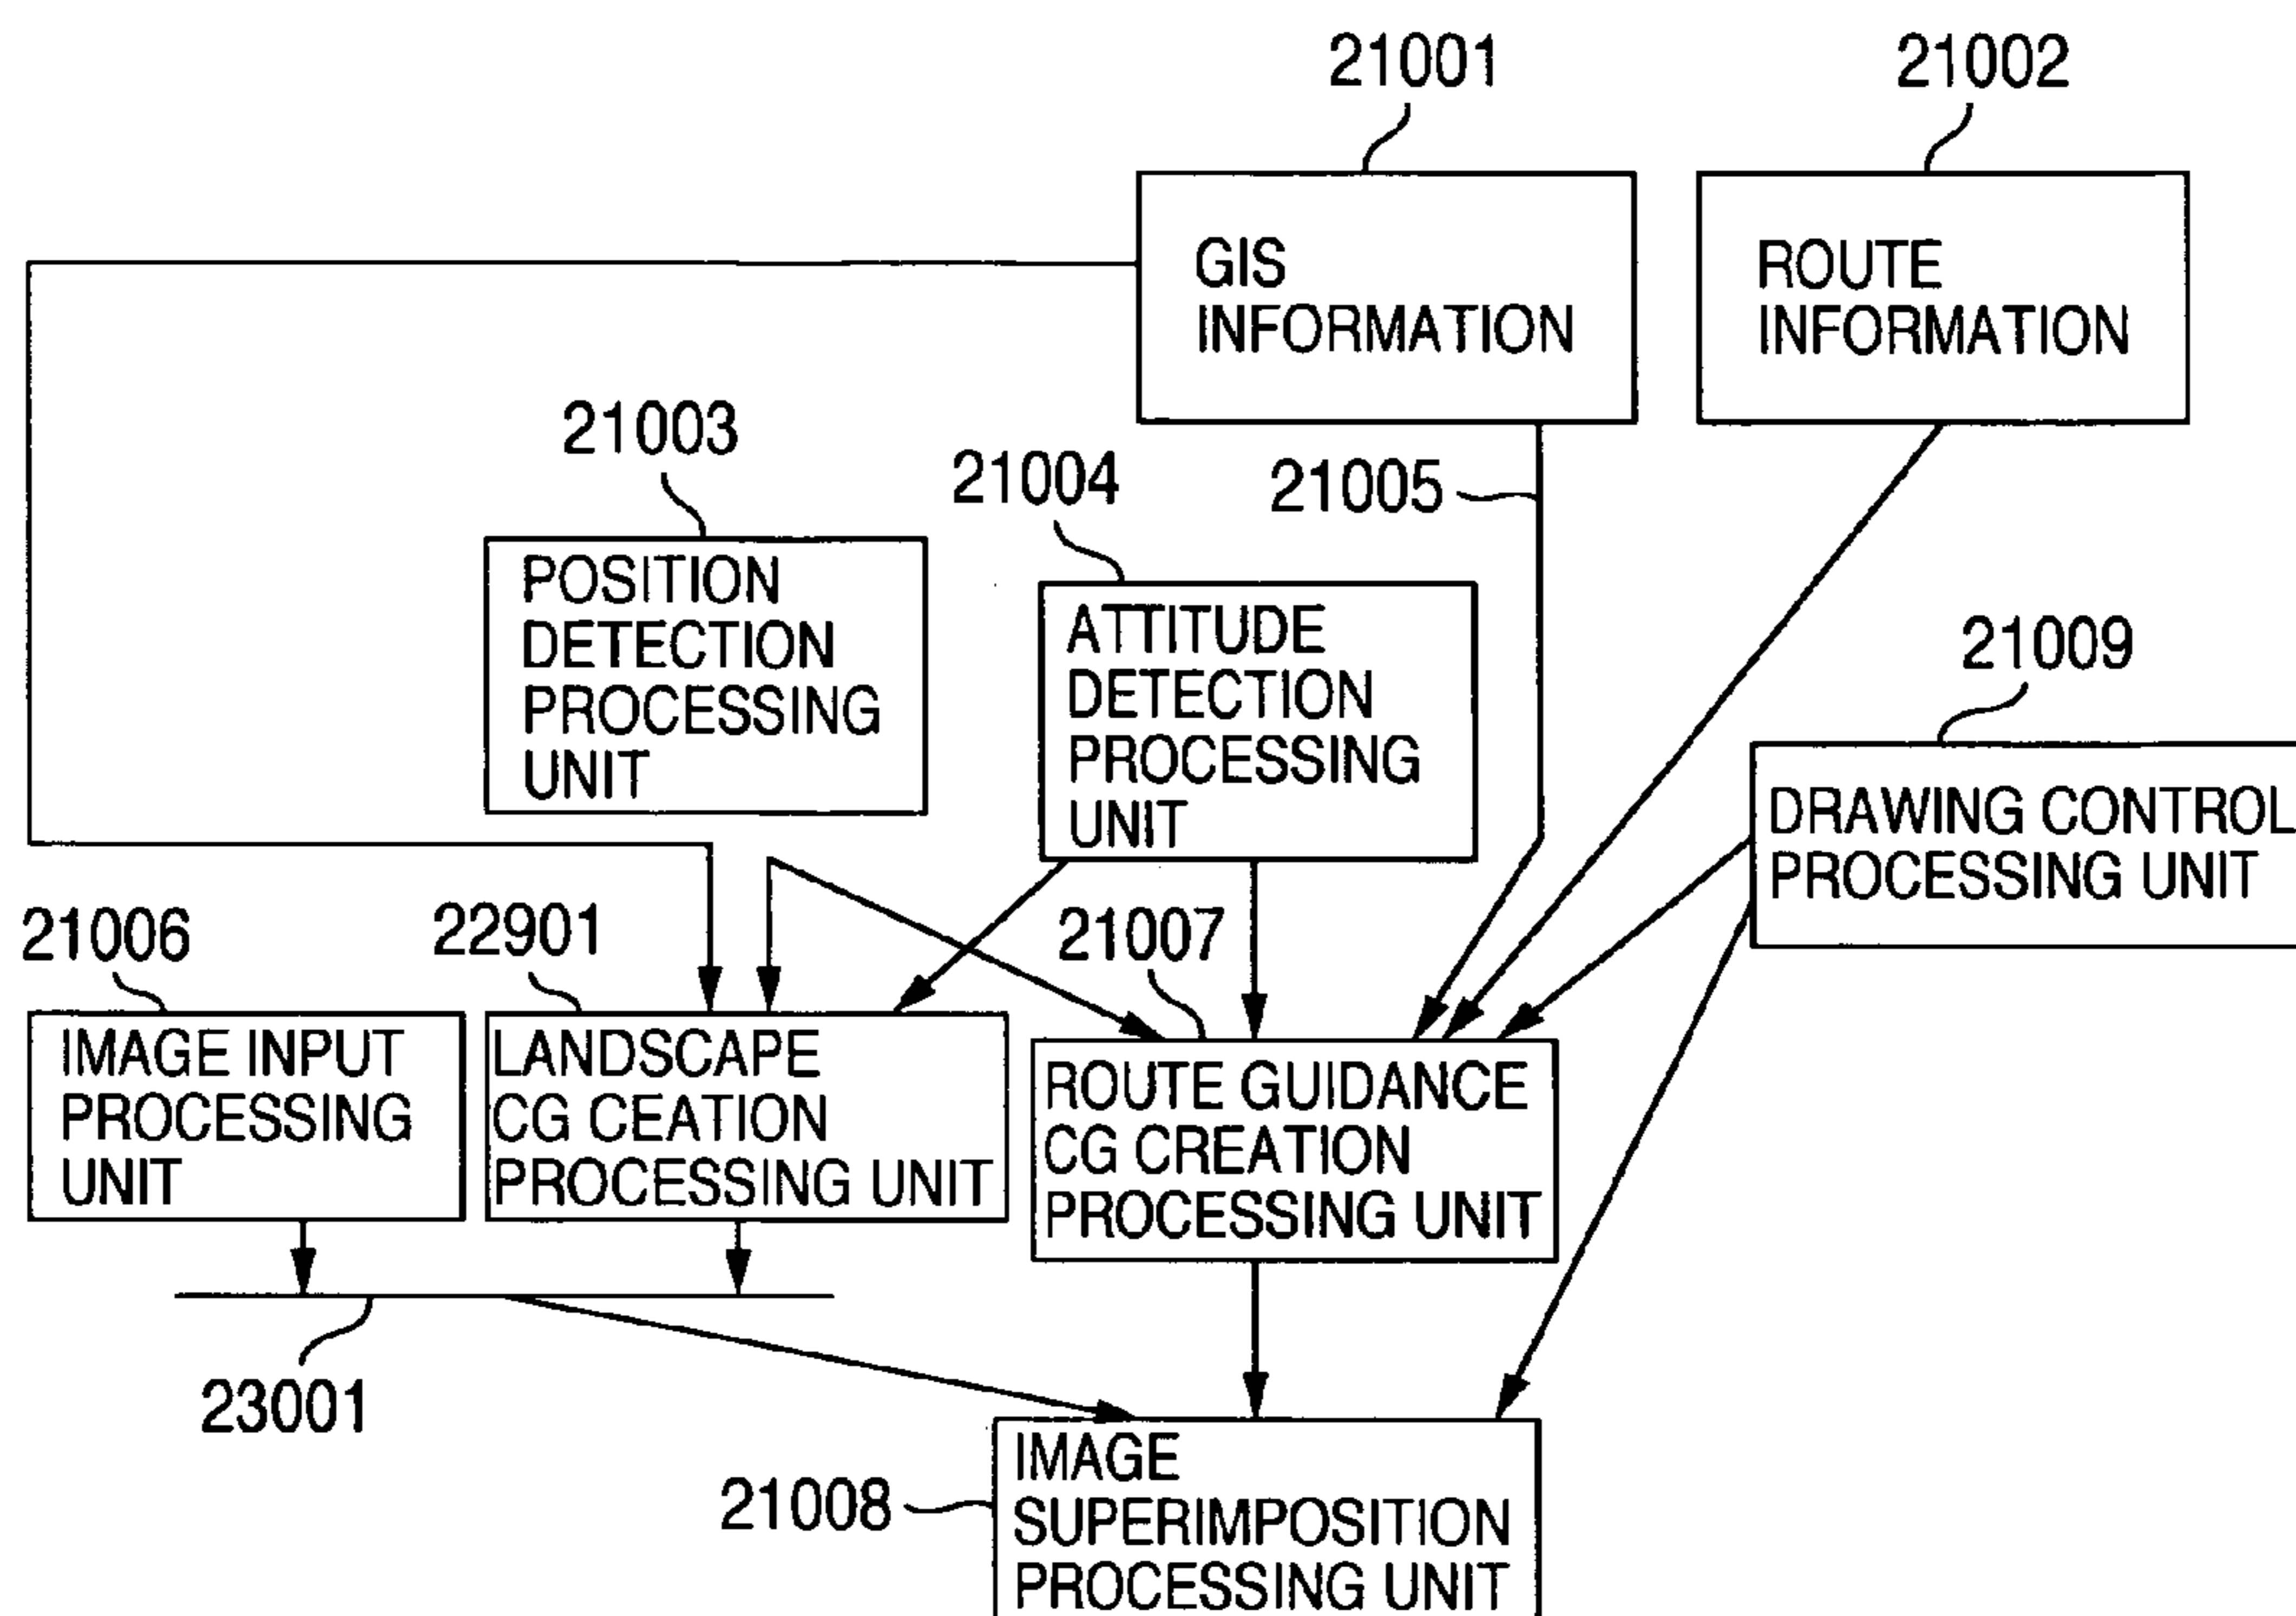 21001
21002
GIS
INFORMATION
ROUTE
INFORMATION
21003
21004
21005
POSITION
DETECTION
PROCESSING
UNIT
ATTITUDE
DETECTION
PROCESSING
UNIT
21009
DRAWING CONTROL
PROCESSING UNIT
21006
22901
21007
IMAGE INPUT
PROCESSING
UNIT
LANDSCAPE
CG CEATION
PROCESSING UNIT
ROUTE GUIDANCE
CG CREATION
PROCESSING UNIT
23001
21008
IMAGE
SUPERIMPOSITION
PROCESSING UNIT